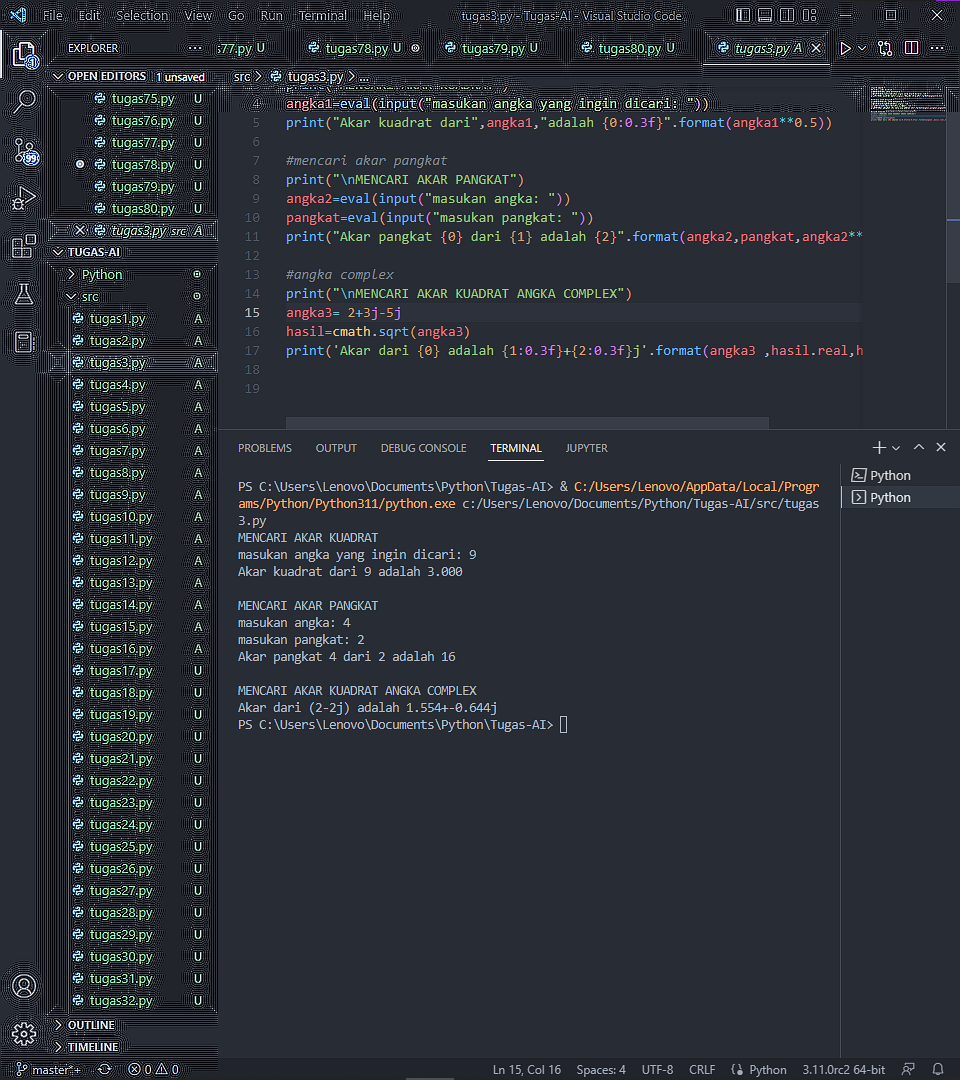 File Edit Selection View Go Run Terminal Help tugas3.py - Tugas-AI - Visual Studio Code
EXPLORER ··· s77.py U tugas78.py U tugas79.py U tugas80.py U tugas3.py A
OPEN EDITORS 1 unsaved
src > tugas3.py > ...
tugas75.py U
tugas76.py U
tugas77.py U
tugas78.py U
tugas79.py U
tugas80.py U
tugas3.py src A
TUGAS-AI
Python
src
tugas1.py A
tugas2.py A
tugas3.py A
tugas4.py A
tugas5.py A
tugas6.py A
tugas7.py A
tugas8.py A
tugas9.py A
tugas10.py A
tugas11.py A
tugas12.py A
tugas13.py A
tugas14.py A
tugas15.py A
tugas16.py A
tugas17.py U
tugas18.py U
tugas19.py U
tugas20.py U
tugas21.py U
tugas22.py U
tugas23.py U
tugas24.py U
tugas25.py U
tugas26.py U
tugas27.py U
tugas28.py U
tugas29.py U
tugas30.py U
tugas31.py U
tugas32.py U
OUTLINE
TIMELINE
99
1
4 angka1=eval(input("masukan angka yang ingin dicari: "))
5 print("Akar kuadrat dari",angka1,"adalah {0:0.3f}".format(angka1**0.5))
6
7 #mencari akar pangkat
8 print("\nMENCARI AKAR PANGKAT")
9 angka2=eval(input("masukan angka: "))
10 pangkat=eval(input("masukan pangkat: "))
11 print("Akar pangkat {0} dari {1} adalah {2}".format(angka2,pangkat,angka2**
12
13 #angka complex
14 print("\nMENCARI AKAR KUADRAT ANGKA COMPLEX")
15 angka3= 2+3j-5j
16 hasil=cmath.sqrt(angka3)
17 print('Akar dari {0} adalah {1:0.3f}+{2:0.3f}j'.format(angka3 ,hasil.real,h
18
19
PROBLEMS OUTPUT DEBUG CONSOLE TERMINAL JUPYTER
Python
Python
PS C:\Users\Lenovo\Documents\Python\Tugas-AI> & C:/Users/Lenovo/AppData/Local/Progr
ams/Python/Python311/python.exe c:/Users/Lenovo/Documents/Python/Tugas-AI/src/tugas
3.py
MENCARI AKAR KUADRAT
masukan angka yang ingin dicari: 9
Akar kuadrat dari 9 adalah 3.000
MENCARI AKAR PANGKAT
masukan angka: 4
masukan pangkat: 2
Akar pangkat 4 dari 2 adalah 16
MENCARI AKAR KUADRAT ANGKA COMPLEX
Akar dari (2-2j) adalah 1.554+-0.644j
PS C:\Users\Lenovo\Documents\Python\Tugas-AI>
master*+ 0 0 Ln 15, Col 16 Spaces: 4 UTF-8 CRLF Python 3.11.0rc2 64-bit